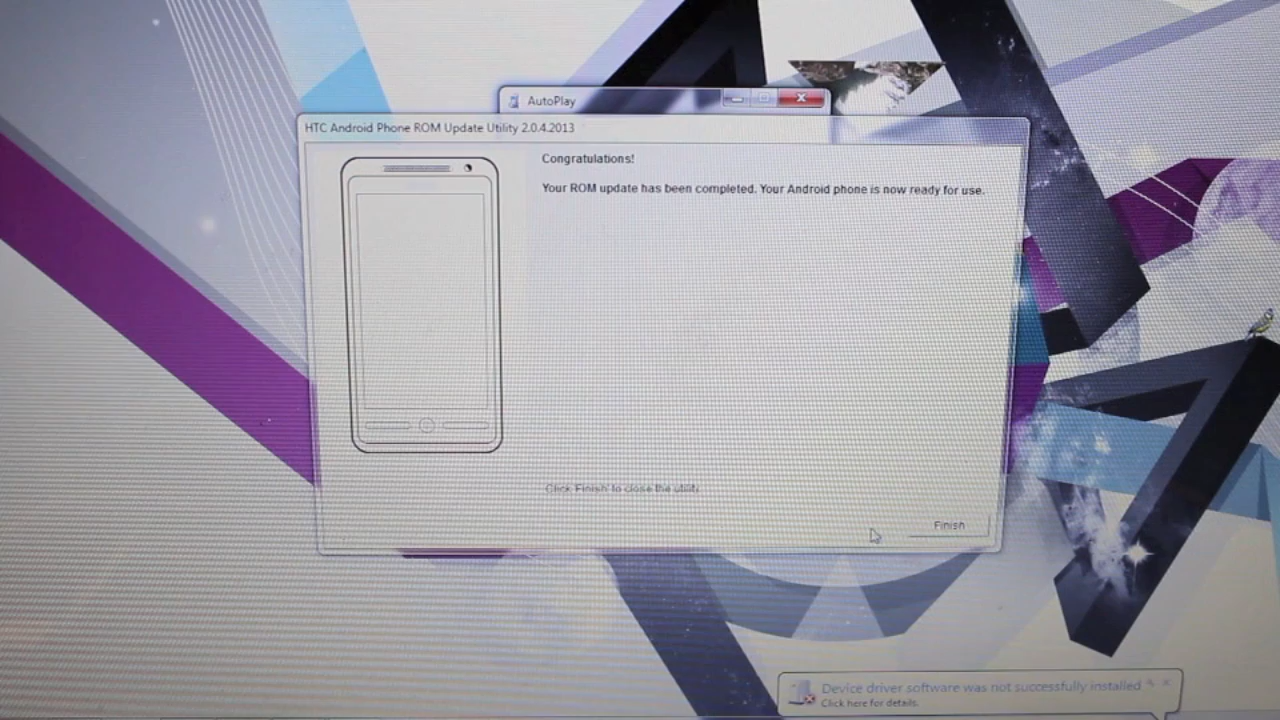 AutoPlay
HTC Android Phone ROM Update Utility 2.0.4.2013
Congratulations!
Your ROM update has been completed. Your Android phone is now ready for use.
Click 'Finish' to close the utility.
Finish
Device driver software was not successfully installed
Click here for details.